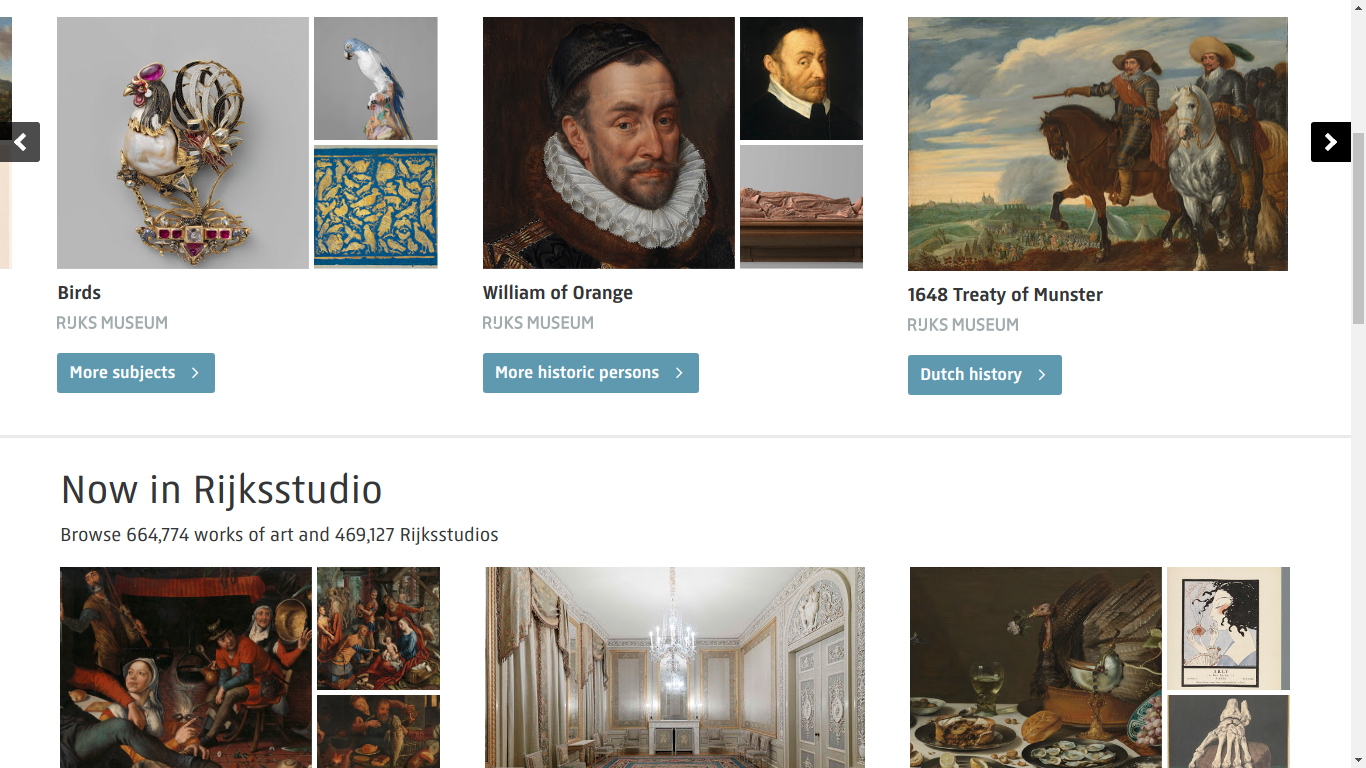 Birds
RIJKS MUSEUM
More subjects
William of Orange
RIJKS MUSEUM
More historic persons
1648 Treaty of Munster
RIJKS MUSEUM
Dutch history
Now in Rijksstudio
Browse 664,774 works of art and 469,127 Rijksstudios